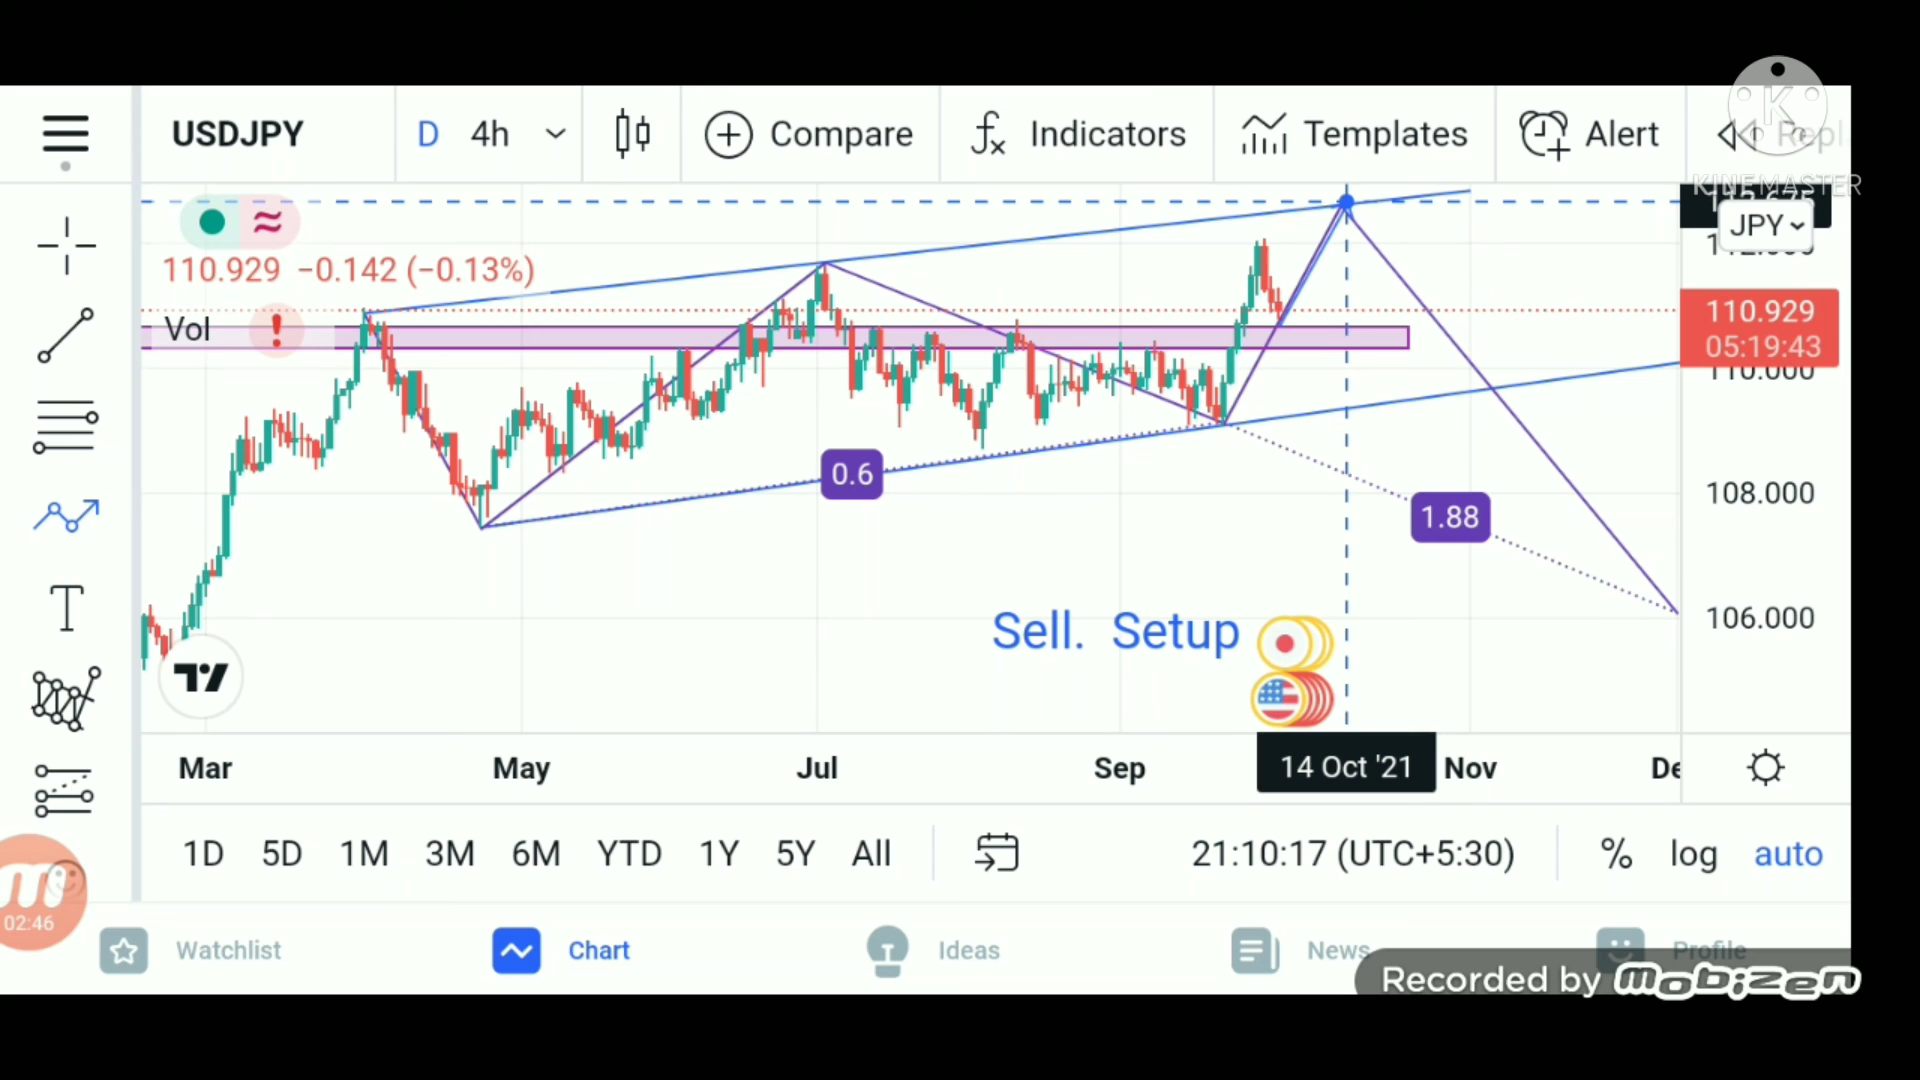 USDJPY D 4h Compare Indicators Templates Alert
KINEMASTER
JPY
110.929 −0.142 (−0.13%)
Vol
110.929
05:19:43
110.000
0.6
1.88
108.000
Sell. Setup
106.000
Mar May Jul Sep 14 Oct '21 Nov
1D 5D 1M 3M 6M YTD 1Y 5Y All 21:10:17 (UTC+5:30) % log auto
02:46
Watchlist Chart Ideas News Profile
Recorded by mobizen